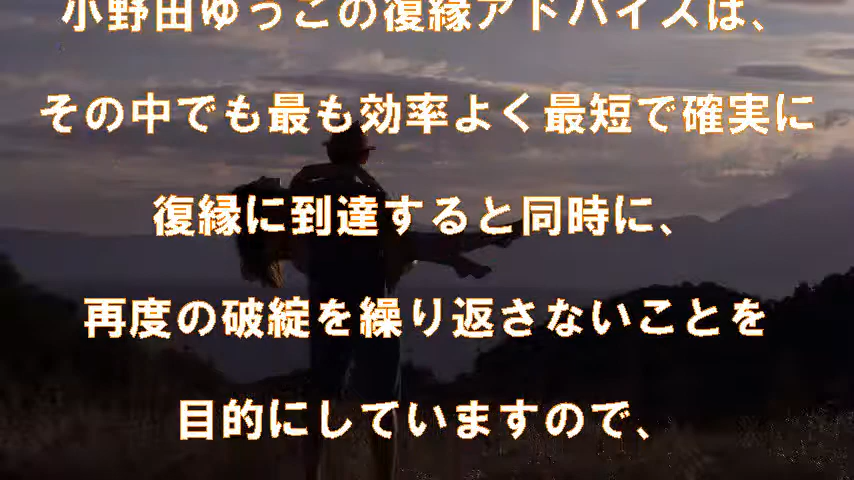 小野田ゆうこの復縁アドバイスは、
その中でも最も効率よく最短で確実に
復縁に到達すると同時に、
再度の破綻を繰り返さないことを
目的にしていますので、